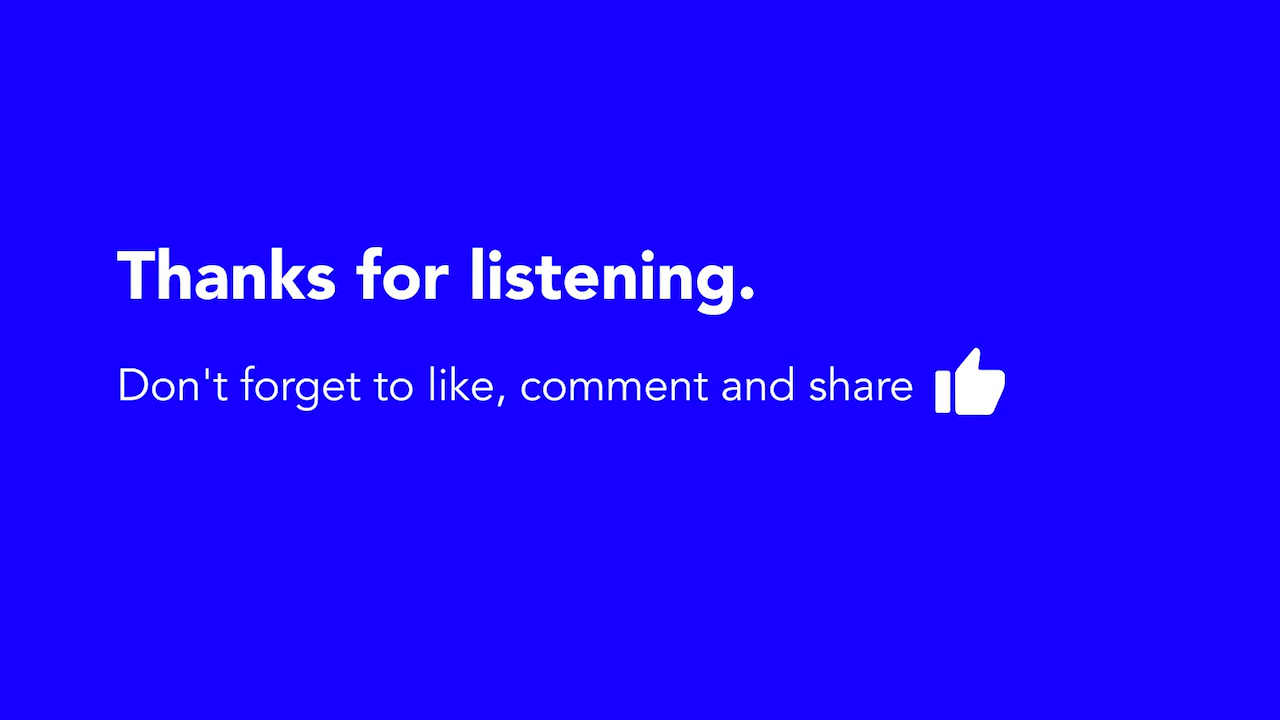 Thanks for listening.
Don't forget to like, comment and share